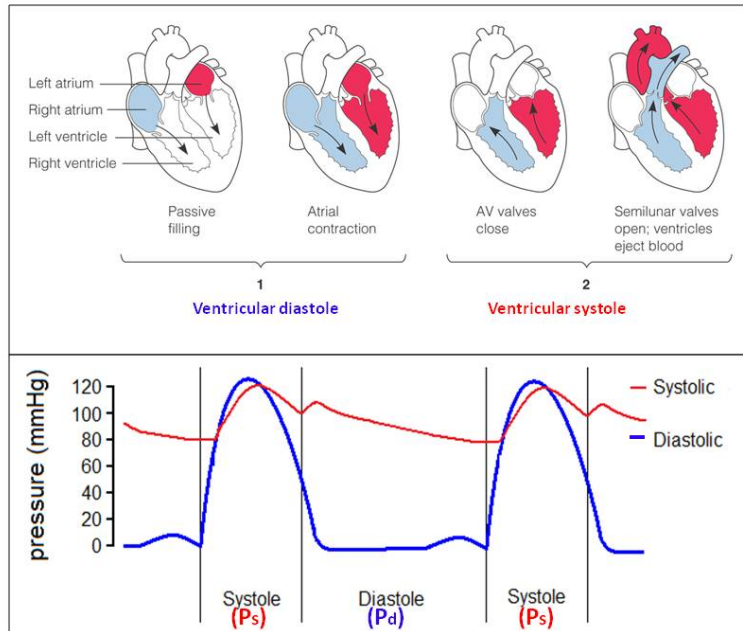 Left atrium
Right atrium
Left ventricle
Right ventricle
Passive
filling
Atrial
contraction
AV valves
close
Semilunar valves
open; ventricles
eject blood
1
2
Ventricular diastole
Ventricular systole
pressure (mmHg)
120
100
80
60
40
20
0
Systolic
Diastolic
Systole
(Ps)
Diastole
(Pd)
Systole
(Ps)